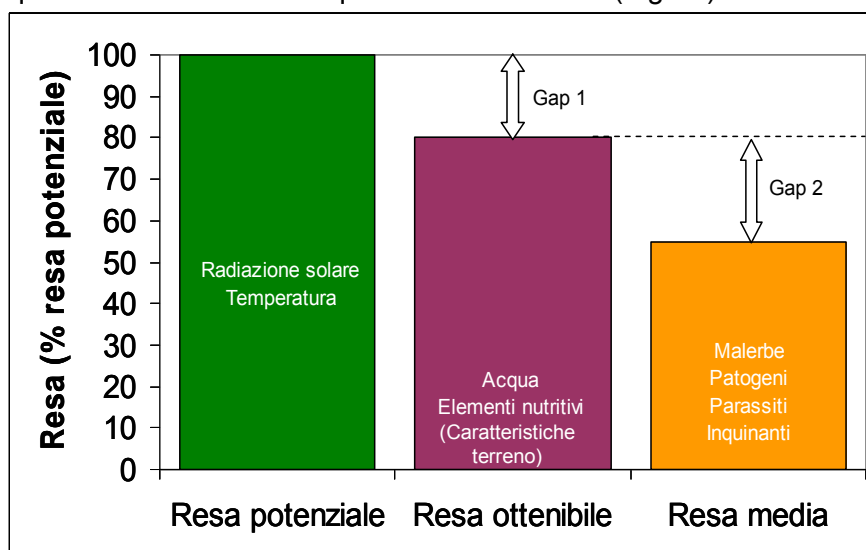 100
90
80
70
60
50
40
30
20
10
0
Resa (% resa potenziale)
Gap 1
Gap 2
Radiazione solare
Temperatura
Acqua
Elementi nutritivi
(Caratteristiche
terreno)
Malerbe
Patogeni
Parassiti
Inquinanti
Resa potenziale Resa ottenibile Resa media